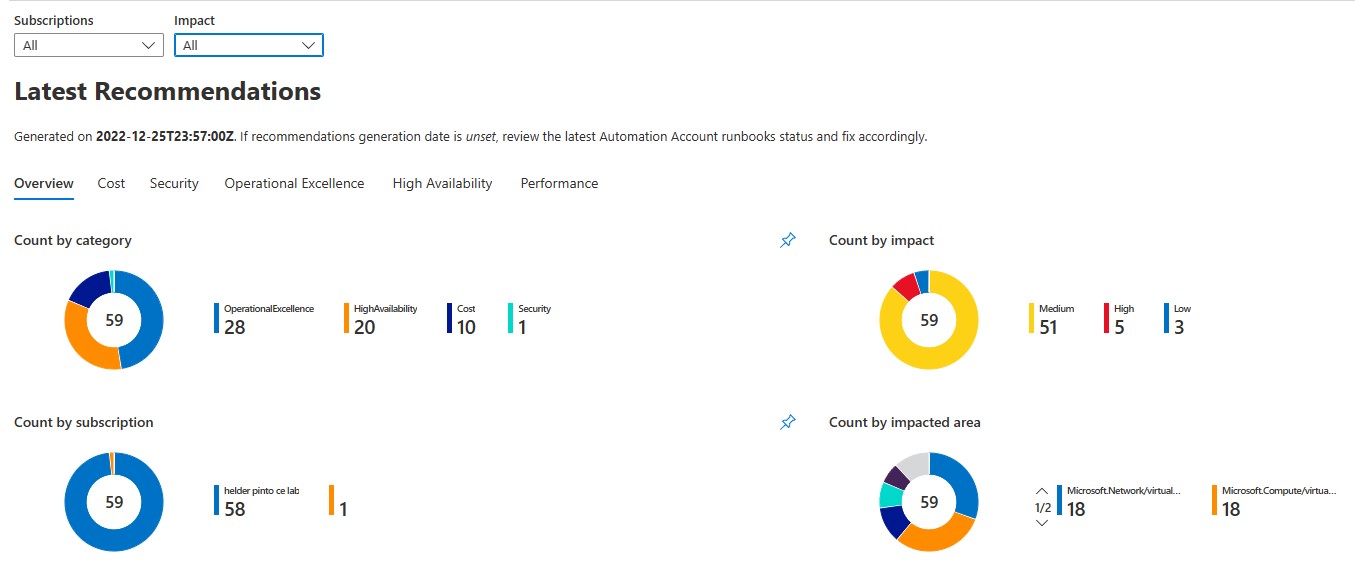 Subscriptions
Impact
All
All
Latest Recommendations
Generated on 2022-12-25T23:57:00Z. If recommendations generation date is unset, review the latest Automation Account runbooks status and fix accordingly.
Overview Cost Security Operational Excellence High Availability Performance
Count by category
59
OperationalExcellence
28
HighAvailability
20
Cost
10
Security
1
Count by impact
59
Medium
51
High
5
Low
3
Count by subscription
59
helder pinto ce lab
58
1
Count by impacted area
59
1/2
Microsoft.Network/virtual...
18
Microsoft.Compute/virtua...
18